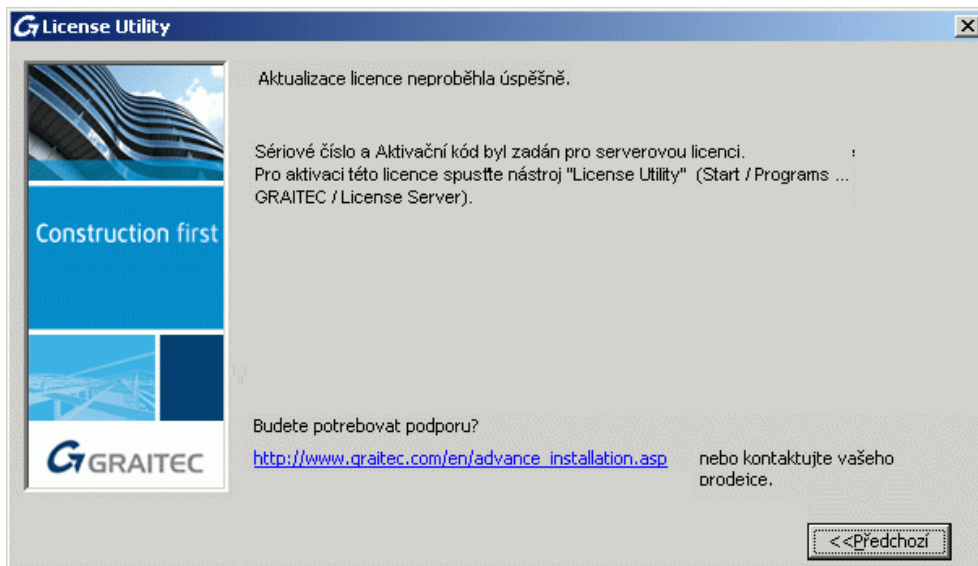 License Utility
Aktualizace licence neproběhla úspěšně.
Sériové číslo a Aktivační kód byl zadán pro serverovou licenci.
Pro aktivaci této licence spusťte nástroj "License Utility" (Start / Programs ...
GRAITEC / License Server).
Construction first
GRAITEC
Budete potrebovat podporu?
http://www.graitec.com/en/advance_installation.asp
nebo kontaktujte vašeho
prodejce.
<<Předchozí